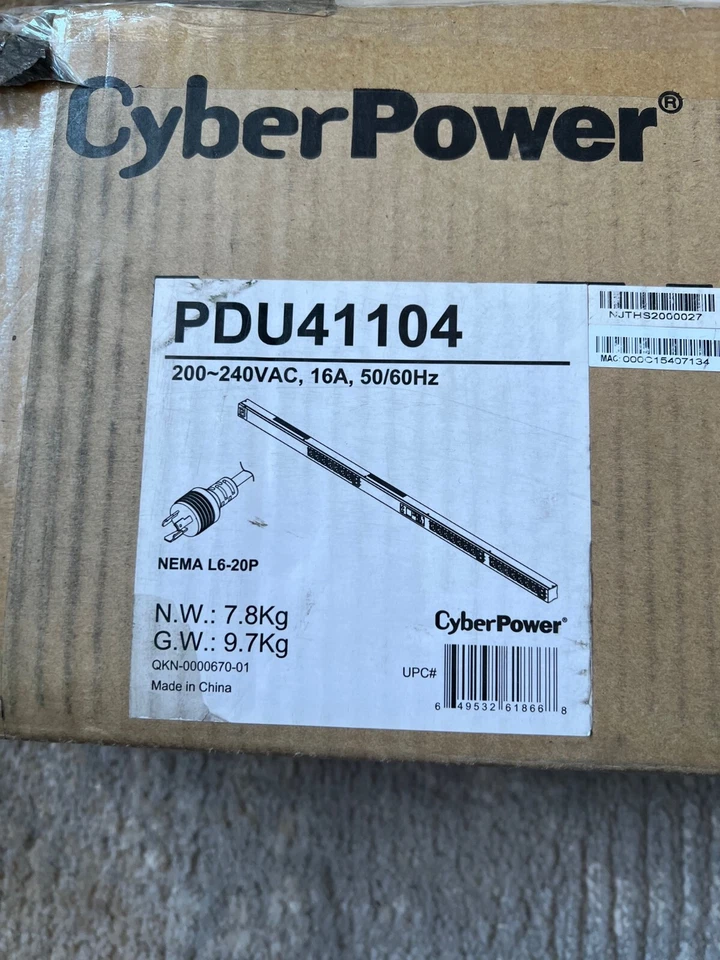 CyberPower®
PDU41104
200~240VAC, 16A, 50/60Hz
NJTHS2000027
MAC:000C15407134
NEMA L6-20P
N.W.: 7.8Kg
G.W.: 9.7Kg
QKN-0000670-01
Made in China
CyberPower®
UPC#
6 49532 61866 8